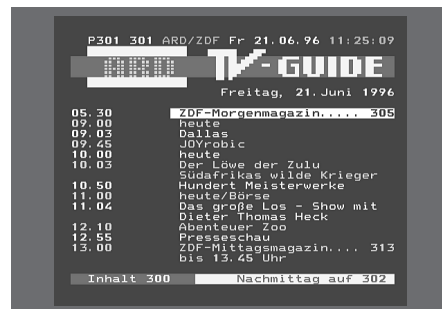 P301 301 ARD/ZDF Fr 21.06.96 11:25:09
ARD TV-GUIDE
Freitag, 21.Juni 1996
05.30 ZDF-Morgenmagazin..... 305
09.00 heute
09.03 Dallas
09.45 JOYrobic
10.00 heute
10.03 Der Löwe der Zulu
Südafrikas wilde Krieger
10.50 Hundert Meisterwerke
11.00 heute/Börse
11.04 Das große Los - Show mit
Dieter Thomas Heck
12.10 Abenteuer Zoo
12.55 Presseschau
13.00 ZDF-Mittagsmagazin.... 313
bis 13.45 Uhr
Inhalt 300 Nachmittag auf 302